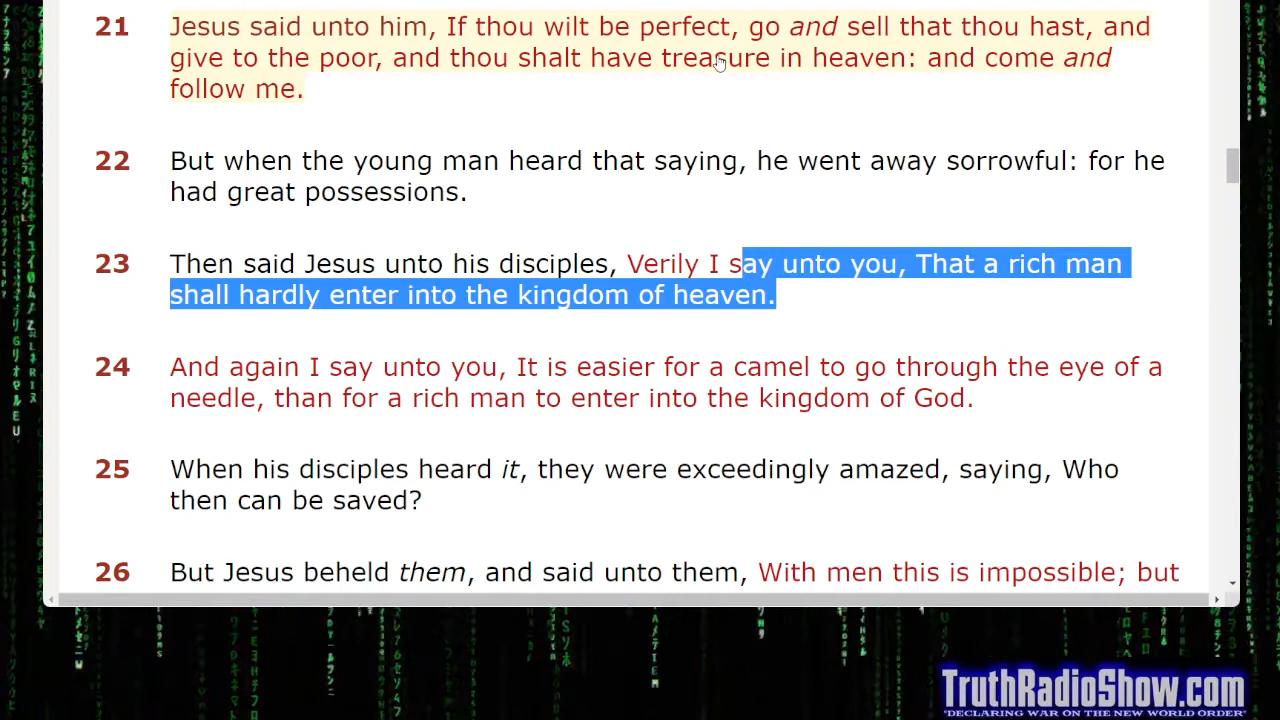 21 Jesus said unto him, If thou wilt be perfect, go and sell that thou hast, and
give to the poor, and thou shalt have treasure in heaven: and come and
follow me.
22 But when the young man heard that saying, he went away sorrowful: for he
had great possessions.
23 Then said Jesus unto his disciples, Verily I say unto you, That a rich man
shall hardly enter into the kingdom of heaven.
24 And again I say unto you, It is easier for a camel to go through the eye of a
needle, than for a rich man to enter into the kingdom of God.
25 When his disciples heard it, they were exceedingly amazed, saying, Who
then can be saved?
26 But Jesus beheld them, and said unto them, With men this is impossible; but
TruthRadioShow.com
"DECLARING WAR ON THE NEW WORLD ORDER"